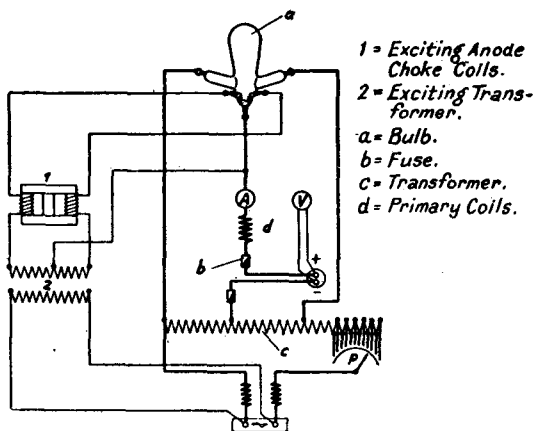 a
1 = Exciting Anode
Choke Coils.
2 = Exciting Trans-
former.
a = Bulb.
b = Fuse.
c = Transformer.
d = Primary Coils.
1
A
V
d
b
+
-
2
c
P
~